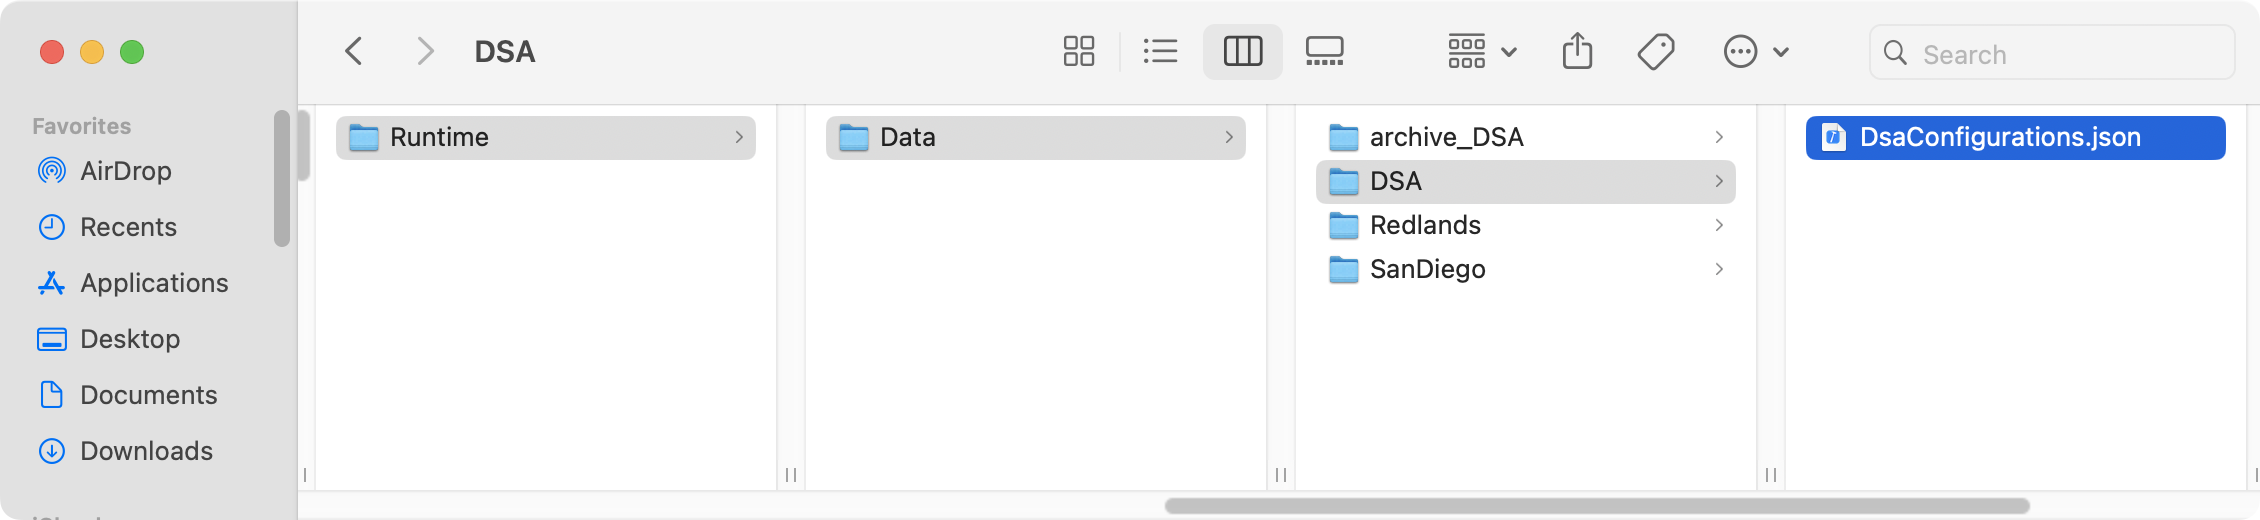 DSA
Search
Favorites
AirDrop
Recents
Applications
Desktop
Documents
Downloads
Runtime
Data
archive_DSA
DSA
Redlands
SanDiego
DsaConfigurations.json